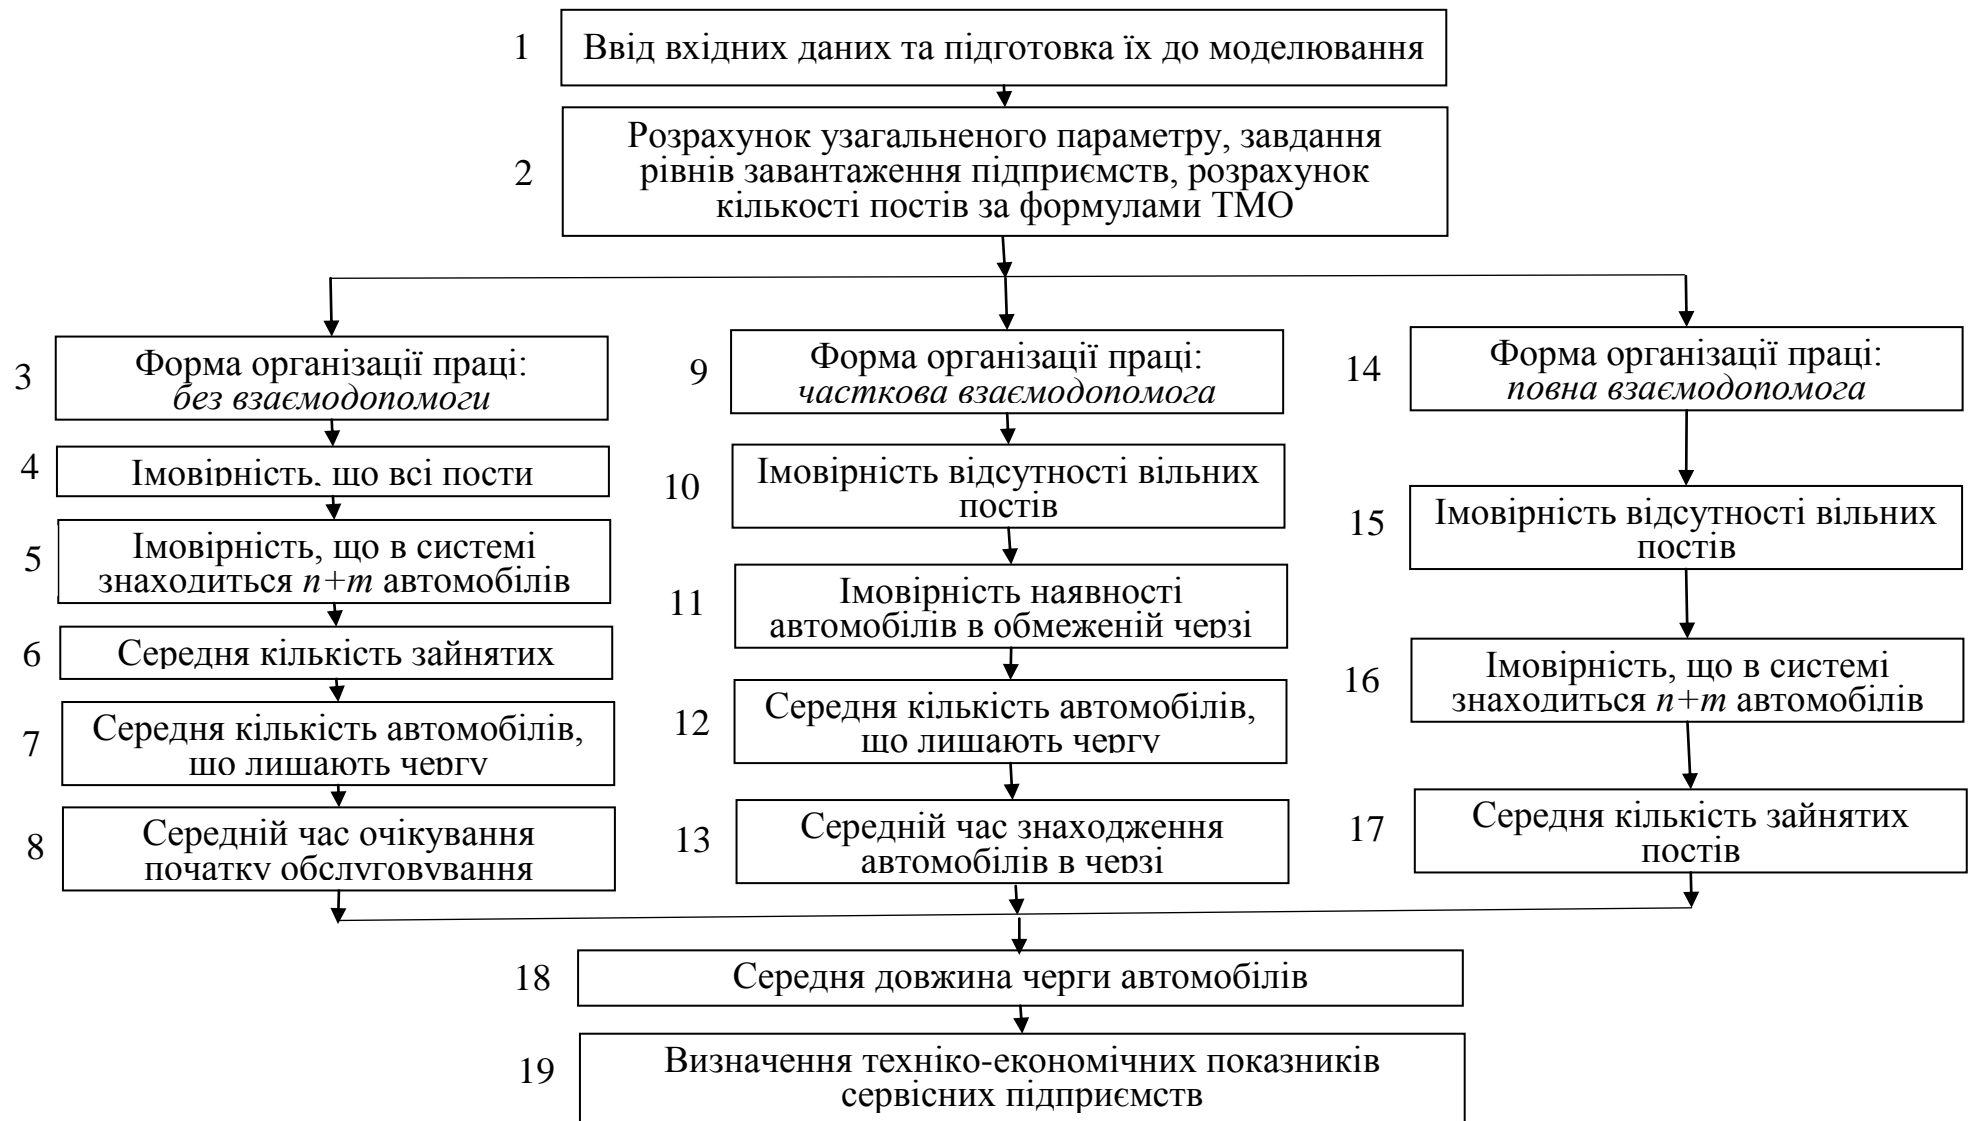 1
Ввід вхідних даних та підготовка їх до моделювання
2
Розрахунок узагальненого параметру, завдання
рівнів завантаження підприємств, розрахунок
кількості постів за формулами ТМО
3
Форма організації праці:
без взаємодопомоги
4
Імовірність, що всі пости
5
Імовірність, що в системі
знаходиться n+m автомобілів
6
Середня кількість зайнятих
7
Середня кількість автомобілів,
що лишають чергу
8
Середній час очікування
початку обслуговування
9
Форма організації праці:
часткова взаємодопомога
10
Імовірність відсутності вільних
постів
11
Імовірність наявності
автомобілів в обмеженій черзі
12
Середня кількість автомобілів,
що лишають чергу
13
Середній час знаходження
автомобілів в черзі
14
Форма організації праці:
повна взаємодопомога
15
Імовірність відсутності вільних
постів
16
Імовірність, що в системі
знаходиться n+m автомобілів
17
Середня кількість зайнятих
постів
18
Середня довжина черги автомобілів
19
Визначення техніко-економічних показників
сервісних підприємств